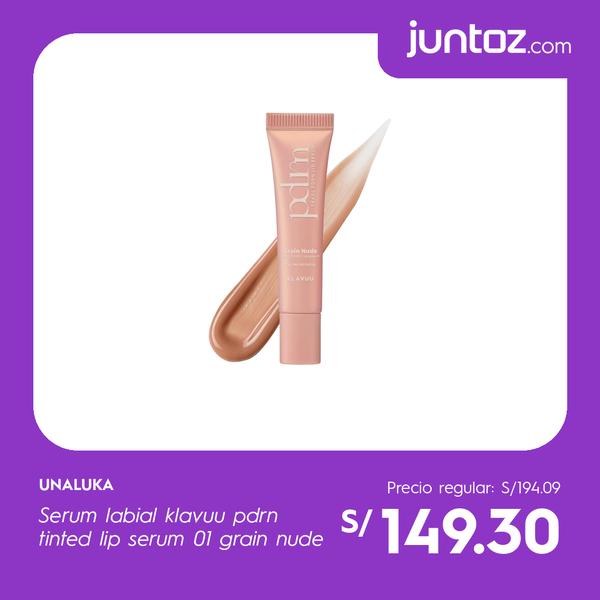 juntoz.com
pdrn
Grain Nude
KLAVUU
UNALUKA
Serum labial klavuu pdrn
tinted lip serum 01 grain nude
Precio regular: S/194.09
S/149.30